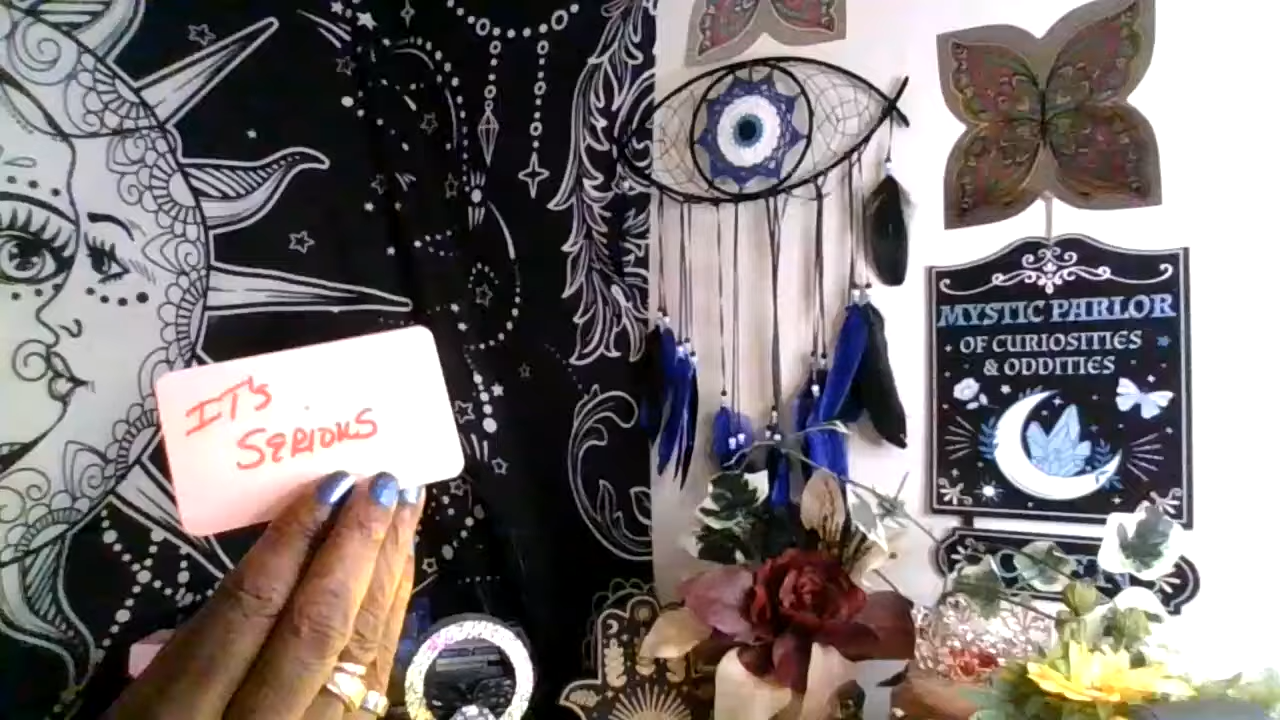 IT'S
SERIOUS
MYSTIC PARLOR
OF CURIOSITIES
& ODDITIES